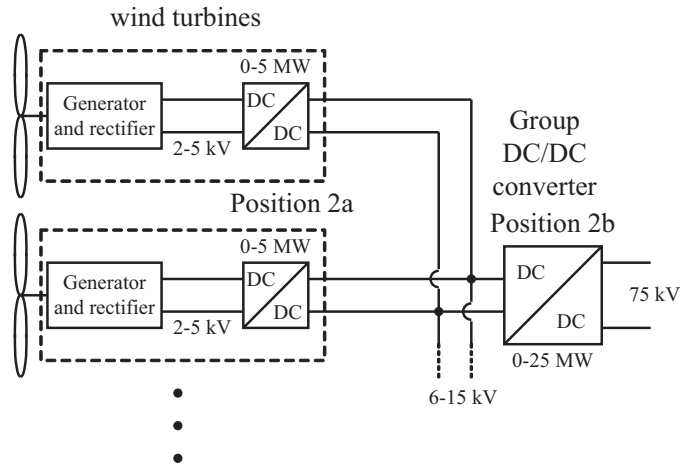 wind turbines
0-5 MW
Generator
and rectifier
DC
DC
2-5 kV
Group
DC/DC
converter
Position 2b
Position 2a
0-5 MW
Generator
and rectifier
DC
DC
2-5 kV
DC
DC
75 kV
0-25 MW
6-15 kV